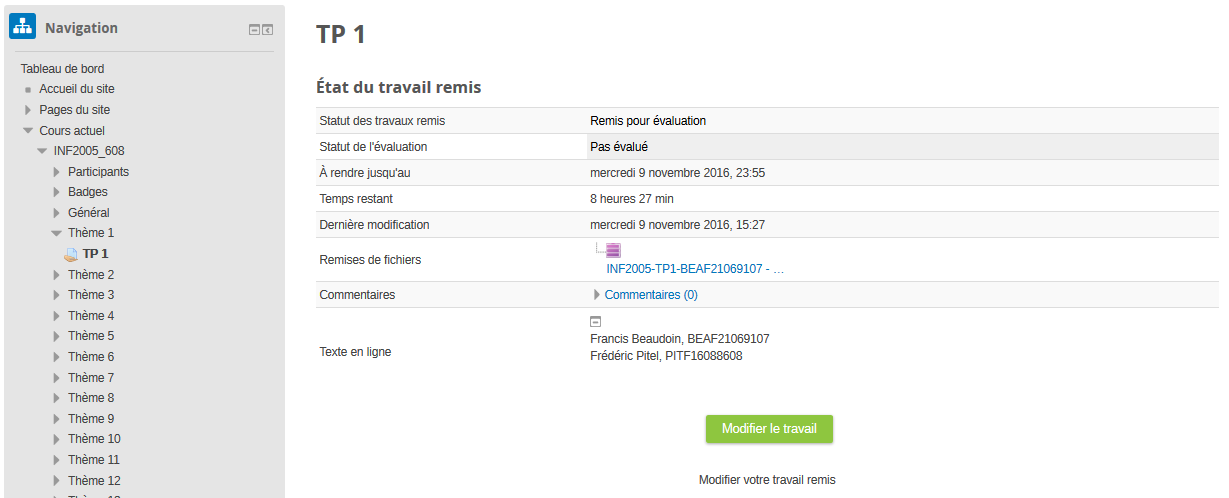 Navigation
Tableau de bord
Accueil du site
Pages du site
Cours actuel
INF2005_608
Participants
Badges
Général
Thème 1
TP 1
Thème 2
Thème 3
Thème 4
Thème 5
Thème 6
Thème 7
Thème 8
Thème 9
Thème 10
Thème 11
Thème 12
TP 1
État du travail remis
Statut des travaux remis Remis pour évaluation
Statut de l'évaluation Pas évalué
À rendre jusqu'au mercredi 9 novembre 2016, 23:55
Temps restant 8 heures 27 min
Dernière modification mercredi 9 novembre 2016, 15:27
Remises de fichiers INF2005-TP1-BEAF21069107 - ...
Commentaires Commentaires (0)
Texte en ligne
Francis Beaudoin, BEAF21069107
Frédéric Pitel, PITF16088608
Modifier le travail
Modifier votre travail remis